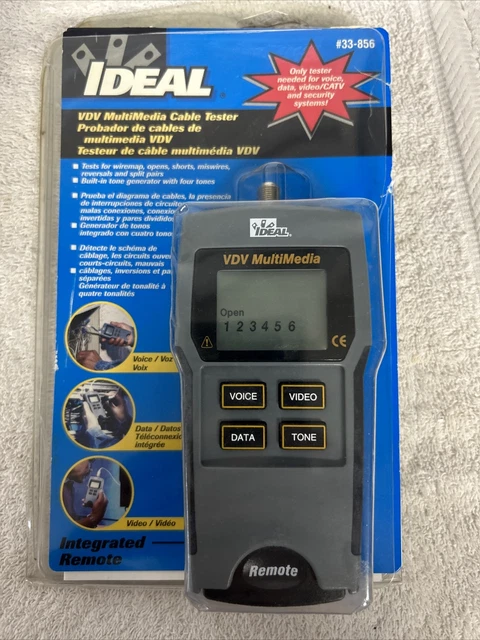 #33-856
IDEAL®
Only tester
needed for voice,
data, video/CATV
and security
systems!
VDV MultiMedia Cable Tester
Probador de cables de
multimedia VDV
Testeur de câble multimédia VDV
Tests for wiremap, opens, shorts, miswires,
reversals and split pairs
Built-in tone generator with four tones
Prueba el diagrama de cables, la presencia
de interrupciones de circuitos
malas conexiones, conexio
invertidas y pares divididos
Generador de tonos
integrado con cuatro tono
Détecte le schéma de
câblage, les circuits ouve
courts-circuits, mauvais
câblages, inversions et pa
séparées
Générateur de tonalité à
quatre tonalités
IDEAL
VDV MultiMedia
Open
1 2 3 4 5 6
CE
VOICE
VIDEO
DATA
TONE
Remote
Voice / Voz
Voix
Data / Datos
Téléconnexio
intégrée
Video / Vidéo
Integrated
Remote